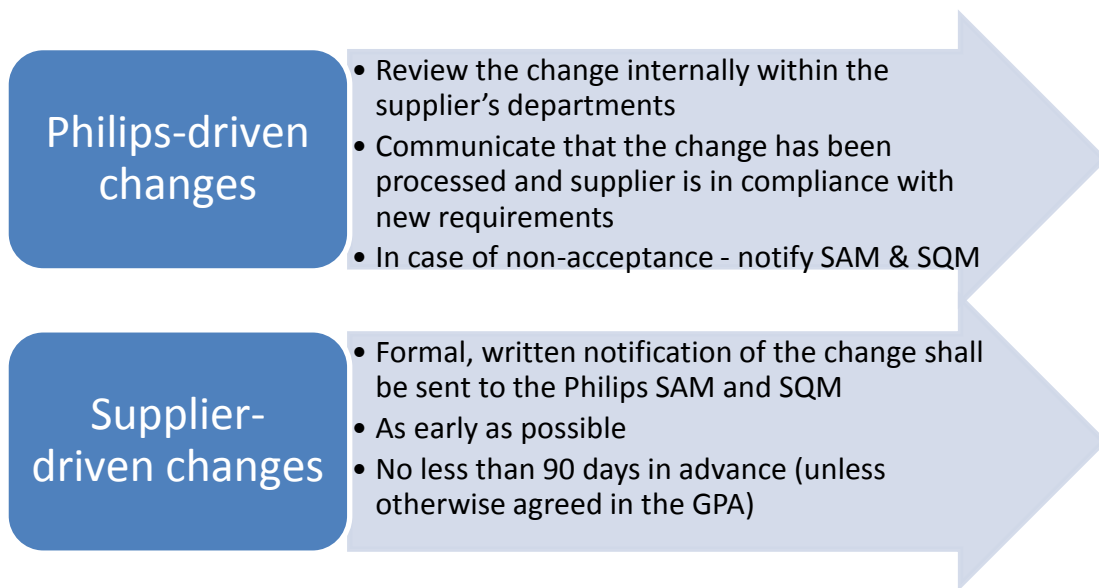 Philips-driven
changes
• Review the change internally within the
supplier’s departments
• Communicate that the change has been
processed and supplier is in compliance with
new requirements
• In case of non-acceptance - notify SAM & SQM
Supplier-
driven changes
• Formal, written notification of the change shall
be sent to the Philips SAM and SQM
• As early as possible
• No less than 90 days in advance (unless
otherwise agreed in the GPA)